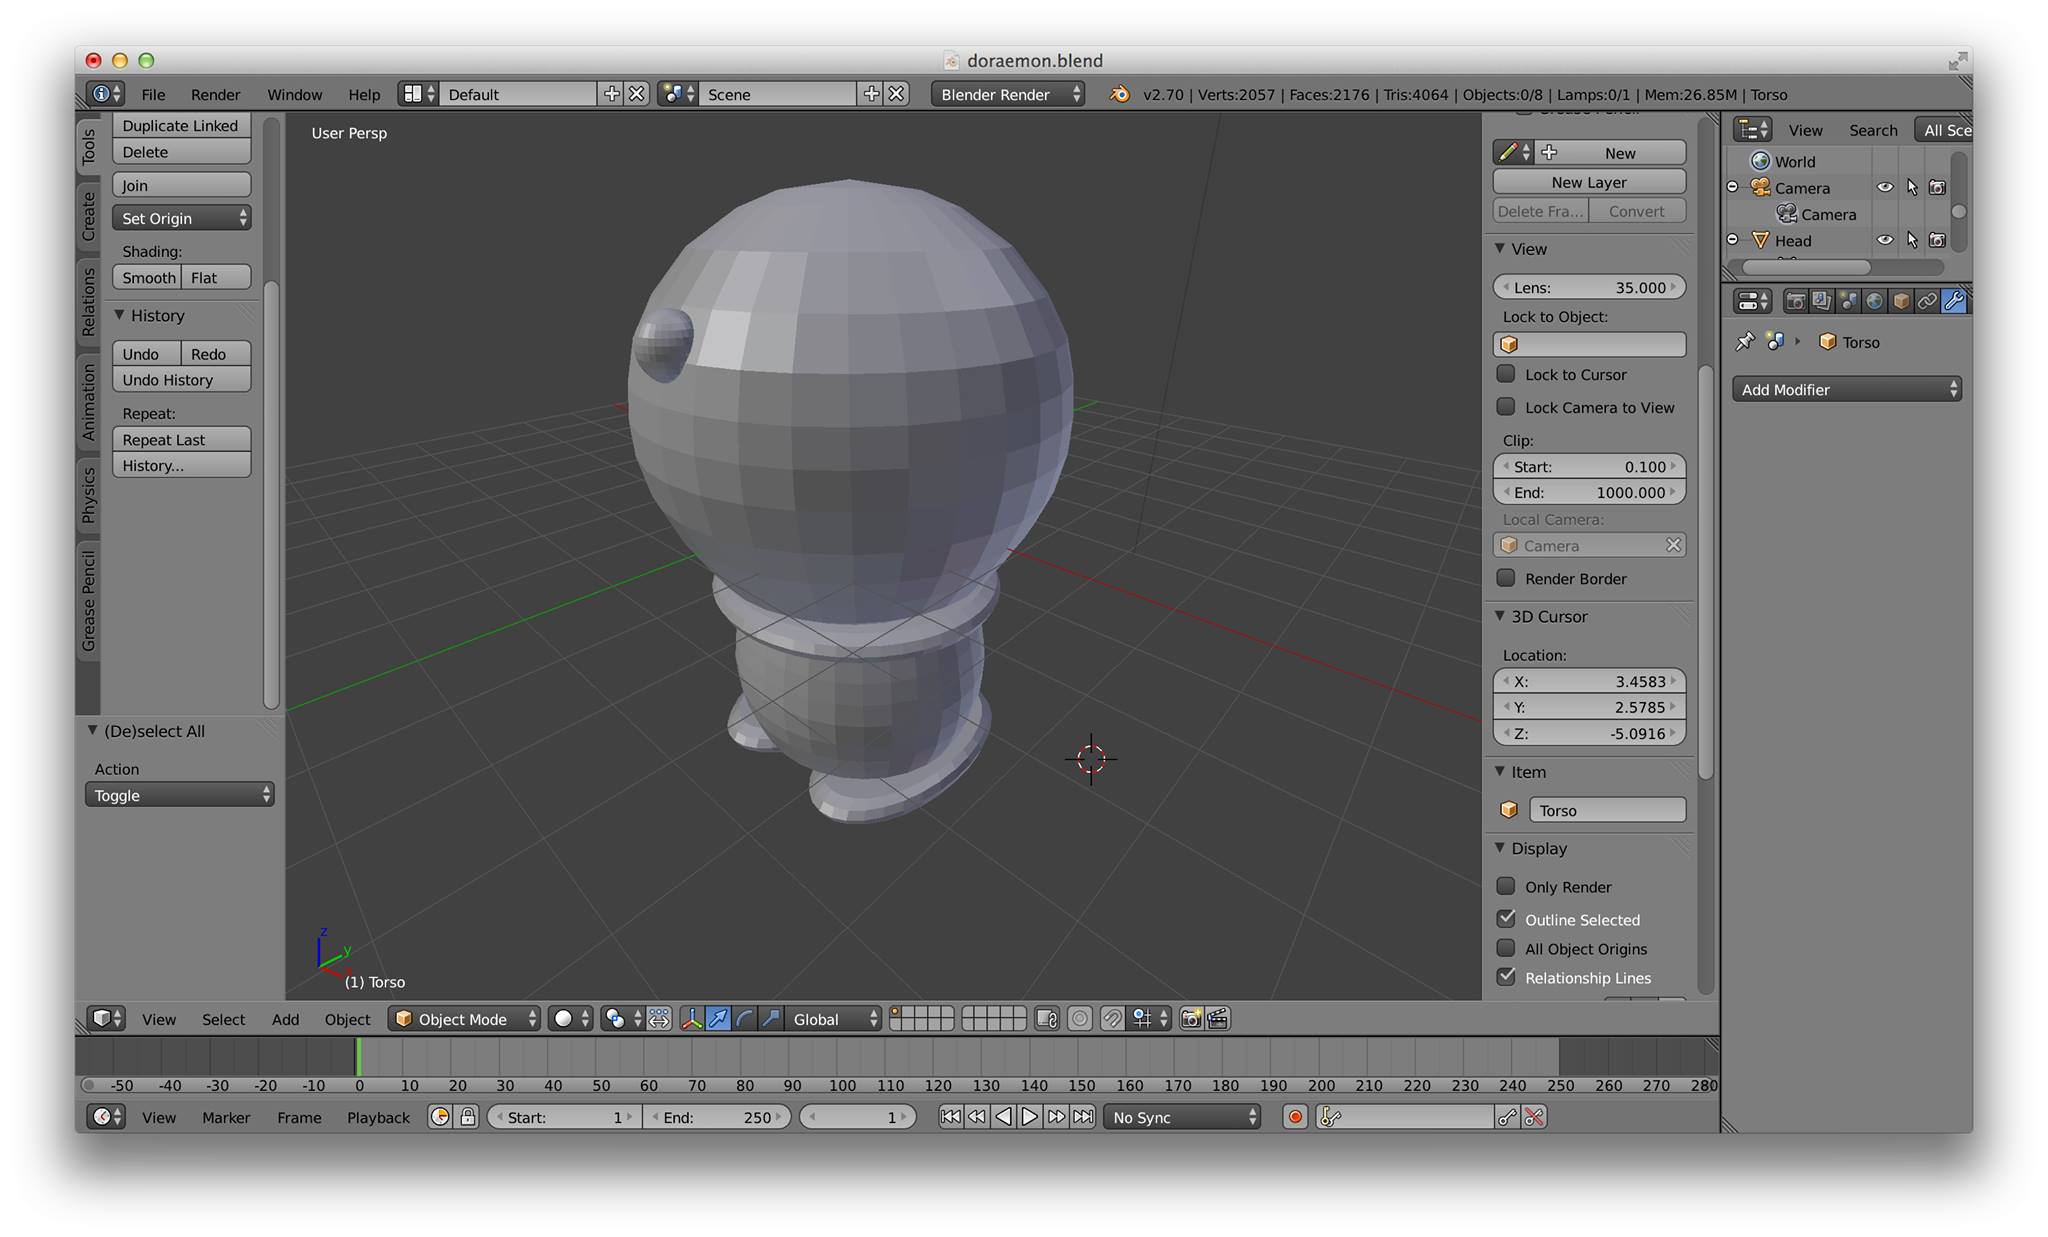 doraemon.blend
File Render Window Help Default Scene Blender Render v2.70 | Verts:2057 | Faces:2176 | Tris:4064 | Objects:0/8 | Lamps:0/1 | Mem:26.85M | Torso
Tools
Create
Relations
Animation
Physics
Grease Pencil
Duplicate Linked
Delete
Join
Set Origin
Shading:
Smooth Flat
History
Undo Redo
Undo History
Repeat:
Repeat Last
History...
(De)select All
Action
Toggle
User Persp
z
y
(1) Torso
New
New Layer
Delete Fra... Convert
View
Lens: 35.000
Lock to Object:
Lock to Cursor
Lock Camera to View
Clip:
Start: 0.100
End: 1000.000
Local Camera:
Camera
Render Border
3D Cursor
Location:
X: 3.4583
Y: 2.5785
Z: -5.0916
Item
Torso
Display
Only Render
Outline Selected
All Object Origins
Relationship Lines
View Search All Sce
World
Camera
Camera
Head
Torso
Add Modifier
View Select Add Object Object Mode Global
-50 -40 -30 -20 -10 0 10 20 30 40 50 60 70 80 90 100 110 120 130 140 150 160 170 180 190 200 210 220 230 240 250 260 270 280
View Marker Frame Playback Start: 1 End: 250 1 No Sync